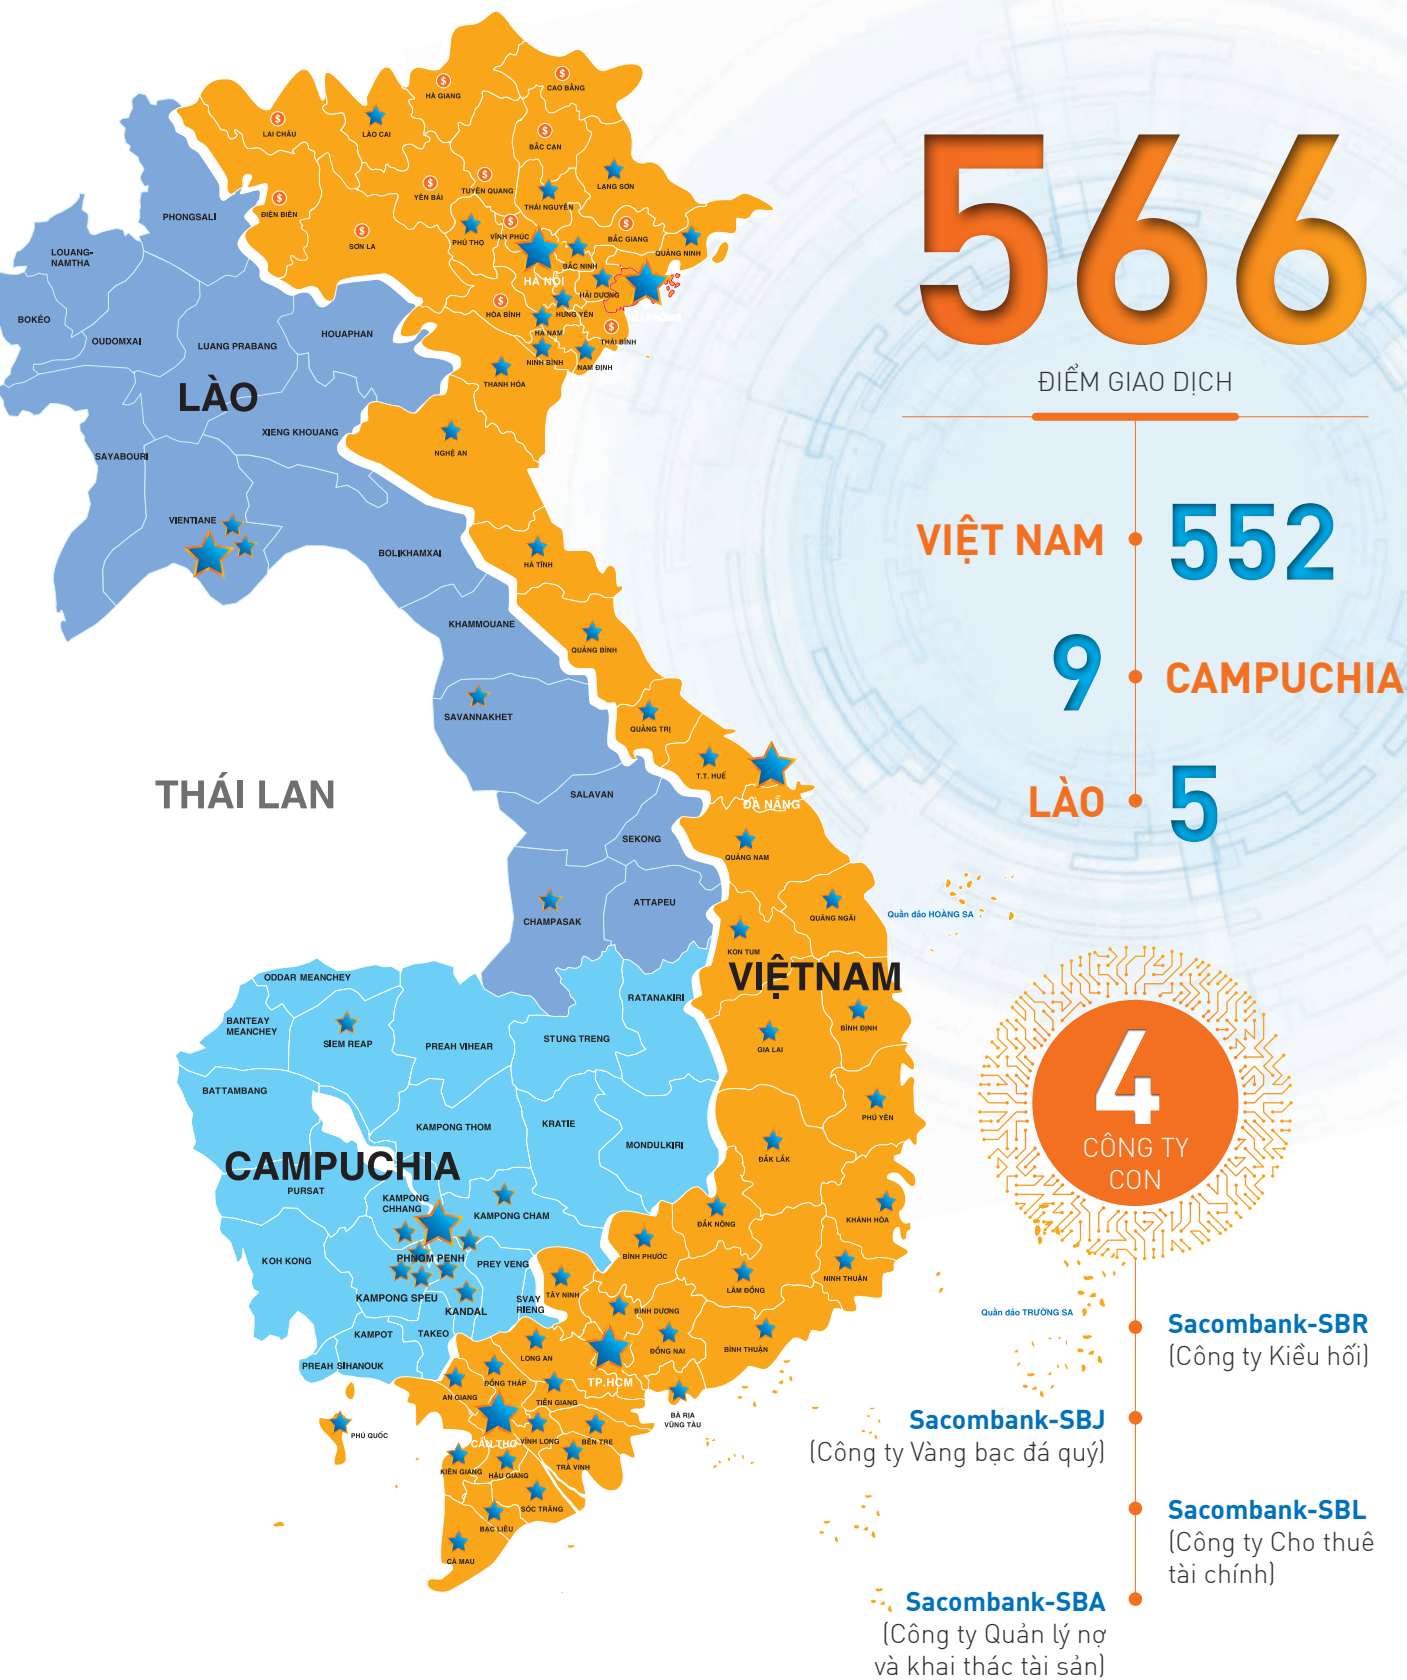 HÀ GIANG
CAO BẰNG
LAI CHÂU
LÀO CAI
BẮC CẠN
YÊN BÁI
TUYÊN QUANG
THÁI NGUYÊN
LẠNG SƠN
ĐIỆN BIÊN
SƠN LA
PHÚ THỌ
VĨNH PHÚC
BẮC GIANG
QUẢNG NINH
HÀ NỘI
BẮC NINH
HẢI DƯƠNG
HÒA BÌNH
HƯNG YÊN
HÀ NAM
THÁI BÌNH
NINH BÌNH
NAM ĐỊNH
THANH HÓA
NGHỆ AN
HÀ TĨNH
QUẢNG BÌNH
QUẢNG TRỊ
T.T. HUẾ
ĐÀ NẴNG
QUẢNG NAM
QUÃNG NGÃI
KON TUM
VIỆTNAM
BÌNH ĐỊNH
GIA LAI
PHÚ YÊN
ĐẮK LẮK
ĐẮK NÔNG
KHÁNH HÒA
BÌNH PHƯỚC
LÂM ĐỒNG
NINH THUẬN
TÂY NINH
BÌNH DƯƠNG
ĐỒNG NAI
BÌNH THUẬN
LONG AN
TP.HCM
ĐỒNG THÁP
AN GIANG
TIỀN GIANG
BÀ RỊA
VŨNG TÀU
PHÚ QUỐC
CẦN THƠ
VĨNH LONG
BẾN TRE
KIÊN GIANG
HẬU GIANG
TRÀ VINH
SÓC TRĂNG
BẠC LIÊU
CÀ MAU
PHONGSALI
LOUANG-
NAMTHA
BOKÉO
OUDOMXAI
LUANG PRABANG
HOUAPHAN
LÀO
XIENG KHOUANG
SAYABOURI
VIENTIANE
BOLIKHAMXAI
KHAMMOUANE
SAVANNAKHET
THÁI LAN
SALAVAN
SEKONG
CHAMPASAK
ATTAPEU
ODDAR MEANCHEY
BANTEAY
MEANCHEY
SIEM REAP
PREAH VIHEAR
STUNG TRENG
RATANAKIRI
BATTAMBANG
KAMPONG THOM
KRATIE
MONDULKIRI
CAMPUCHIA
PURSAT
KAMPONG
CHHANG
KAMPONG CHAM
KOH KONG
PHNOM PENH
PREY VENG
KAMPONG SPEU
KANDAL
SVAY
RIENG
KAMPOT
TAKEO
PREAH SIHANOUK
566
ĐIỂM GIAO DỊCH
VIỆT NAM
552
9
CAMPUCHIA
LÀO
5
Quần đảo HOÀNG SA
4
CÔNG TY
CON
Quần đảo TRƯỜNG SA
Sacombank-SBR
(Công ty Kiều hối)
Sacombank-SBJ
(Công ty Vàng bạc đá quý)
Sacombank-SBL
(Công ty Cho thuê
tài chính)
Sacombank-SBA
(Công ty Quản lý nợ
và khai thác tài sản)